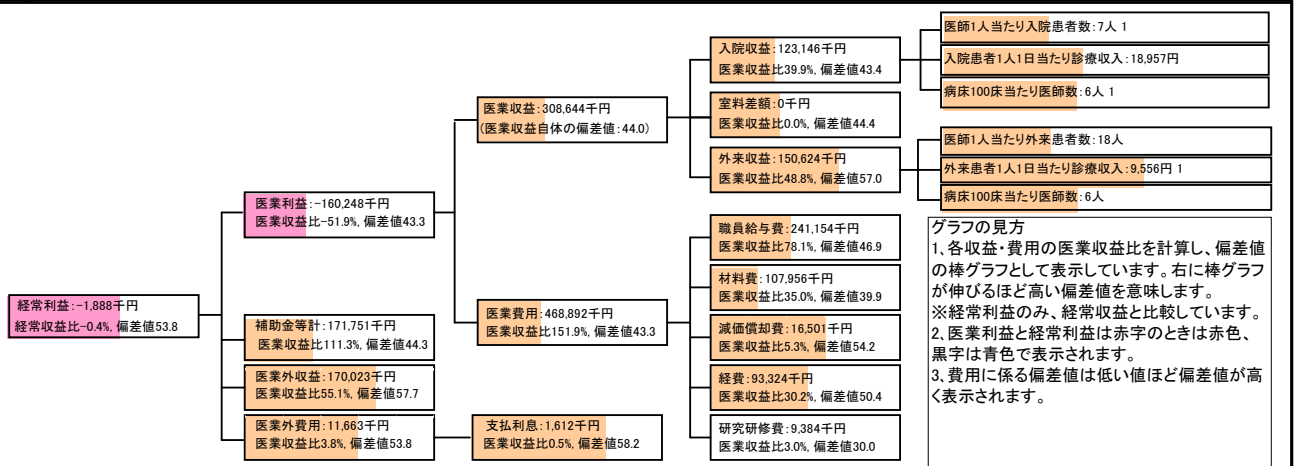 経常利益:-1,888千円
経常収益比-0.4%, 偏差値53.8
医業利益:-160,248千円
医業収益比-51.9%, 偏差値43.3
補助金等計:171,751千円
医業収益比111.3%, 偏差値44.3
医業外収益:170,023千円
医業収益比55.1%, 偏差値57.7
医業外費用:11,663千円
医業収益比3.8%, 偏差値53.8
支払利息:1,612千円
医業収益比0.5%, 偏差値58.2
医業収益:308,644千円
(医業収益自体の偏差値:44.0)
医業費用:468,892千円
医業収益比151.9%, 偏差値43.3
入院収益:123,146千円
医業収益比39.9%, 偏差値43.4
室料差額:0千円
医業収益比0.0%, 偏差値44.4
外来収益:150,624千円
医業収益比48.8%, 偏差値57.0
職員給与費:241,154千円
医業収益比78.1%, 偏差値46.9
材料費:107,956千円
医業収益比35.0%, 偏差値39.9
減価償却費:16,501千円
医業収益比5.3%, 偏差値54.2
経費:93,324千円
医業収益比30.2%, 偏差値50.4
研究研修費:9,384千円
医業収益比3.0%, 偏差値30.0
医師1人当たり入院患者数:7人 1
入院患者1人1日当たり診療収入:18,957円
病床100床当たり医師数:6人 1
医師1人当たり外来患者数:18人
外来患者1人1日当たり診療収入:9,556円 1
病床100床当たり医師数:6人
グラフの見方
1、各収益・費用の医業収益比を計算し、偏差値
の棒グラフとして表示しています。右に棒グラフ
が伸びるほど高い偏差値を意味します。
※経常利益のみ、経常収益と比較しています。
2、医業利益と経常利益は赤字のときは赤色、
黒字は青色で表示されます。
3、費用に係る偏差値は低い値ほど偏差値が高
く表示されます。